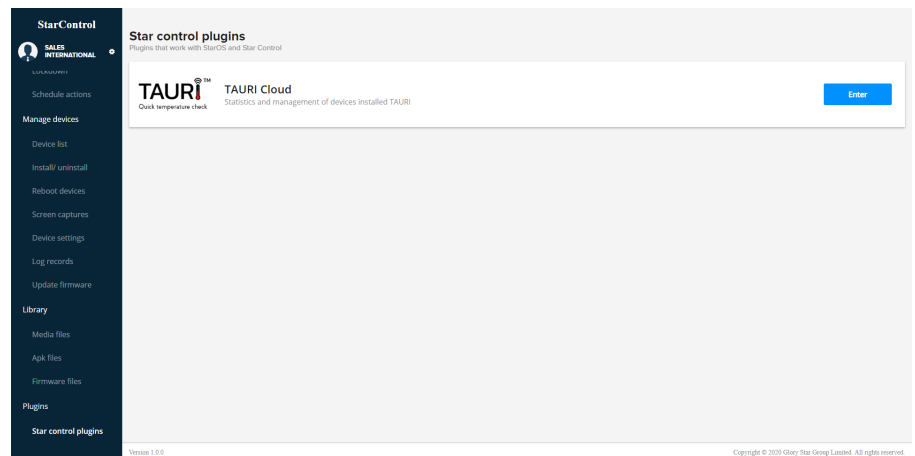 StarControl
SALES
INTERNATIONAL
Lockdown
Schedule actions
Manage devices
Device list
Install/ uninstall
Reboot devices
Screen captures
Device settings
Log records
Update firmware
Library
Media files
Apk files
Firmware files
Plugins
Star control plugins
Star control plugins
Plugins that work with StarOS and Star Control
TAURI™
Quick temperature check
TAURI Cloud
Statistics and management of devices installed TAURI
Enter
Version 1.0.0
Copyright © 2020 Glory Star Group Limited. All rights reserved.